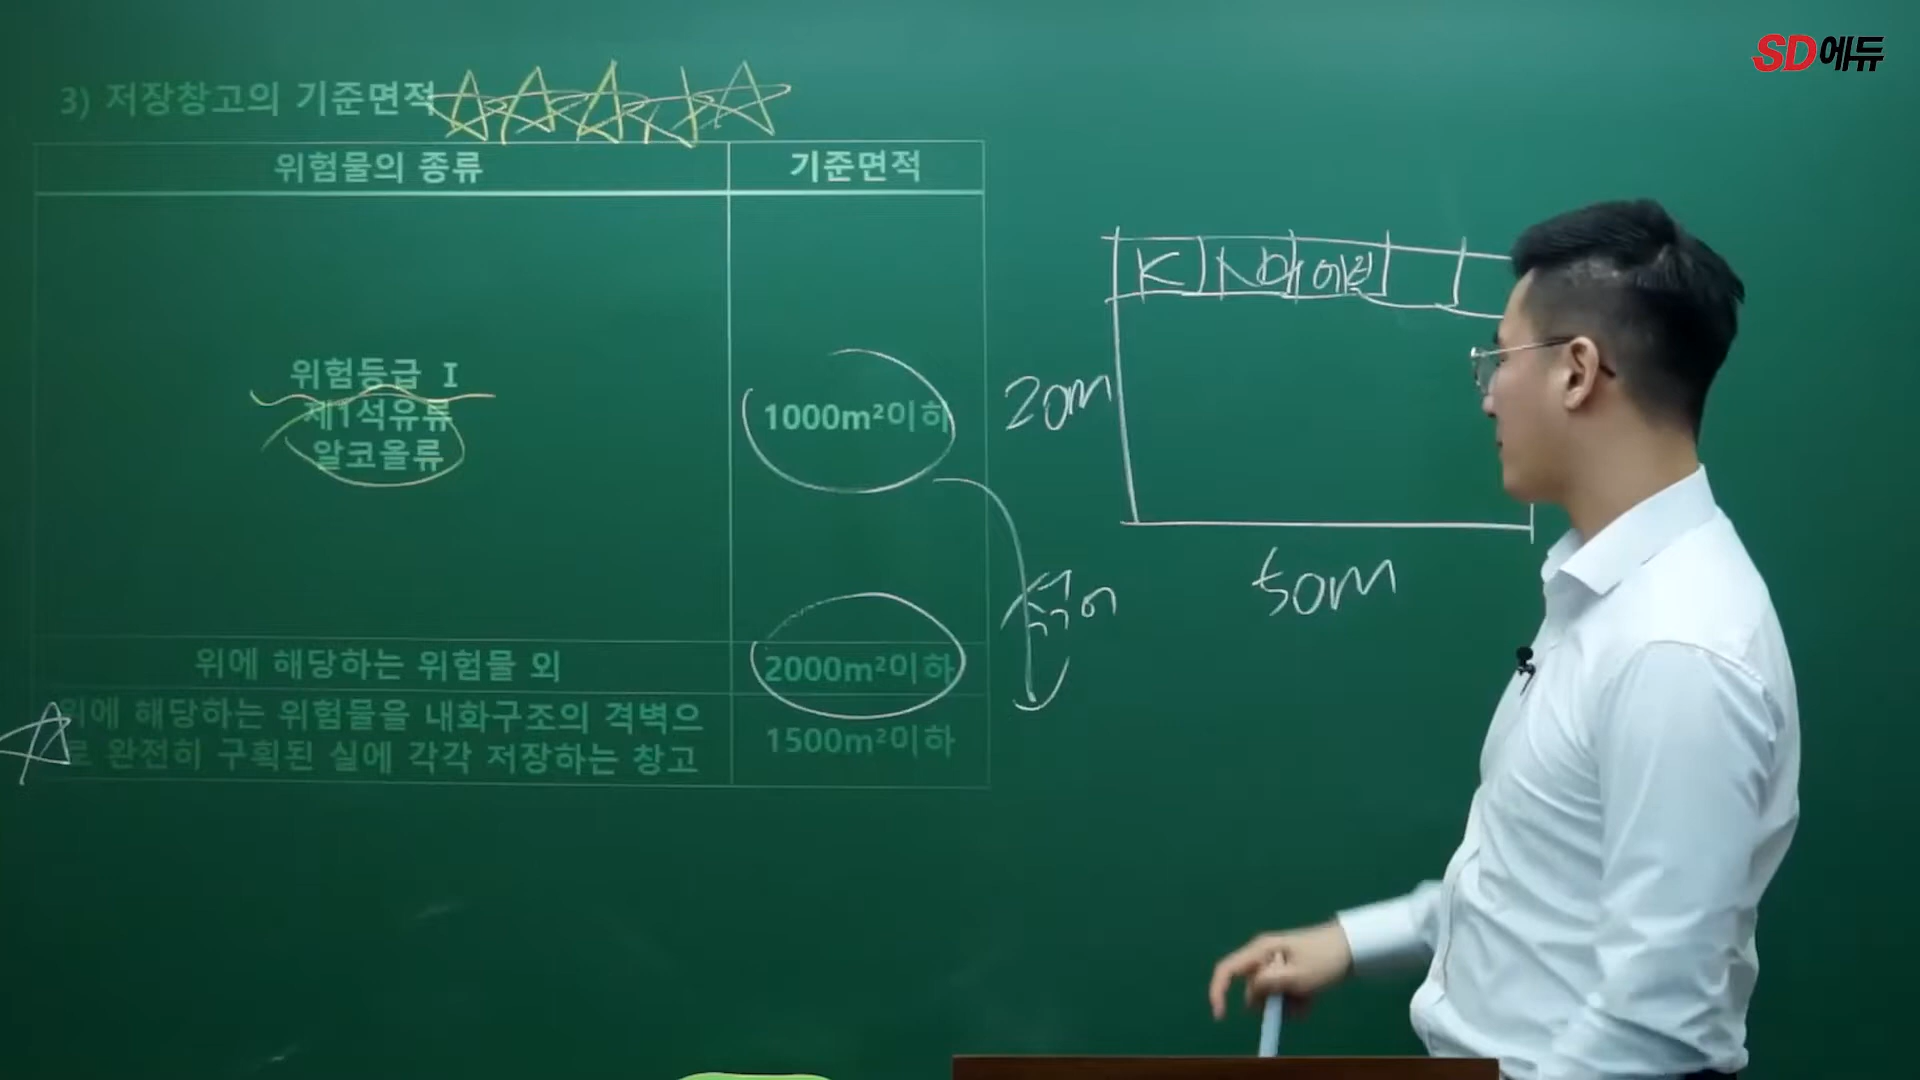 SD에듀
3) 저장창고의 기준면적
위험물의 종류
기준면적
위험등급 Ⅰ
제1석유류
알코올류
1000m²이하
위에 해당하는 위험물 외
2000m²이하
위에 해당하는 위험물을 내화구조의 격벽으
로 완전히 구획된 실에 각각 저장하는 창고
1500m²이하
K
20m
50m